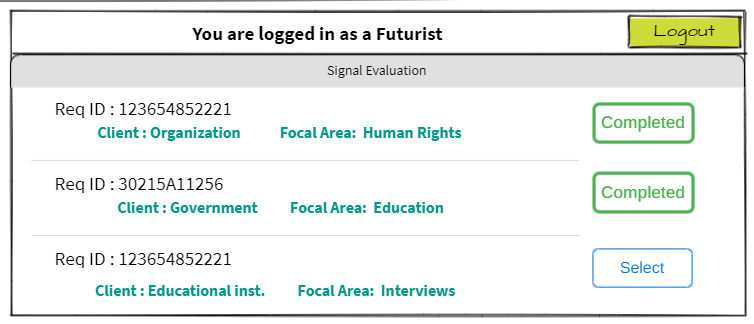 You are logged in as a Futurist
Logout
Signal Evaluation
Req ID : 123654852221
Client : Organization Focal Area: Human Rights
Completed
Req ID : 30215A11256
Client : Government Focal Area: Education
Completed
Req ID : 123654852221
Client : Educational inst. Focal Area: Interviews
Select